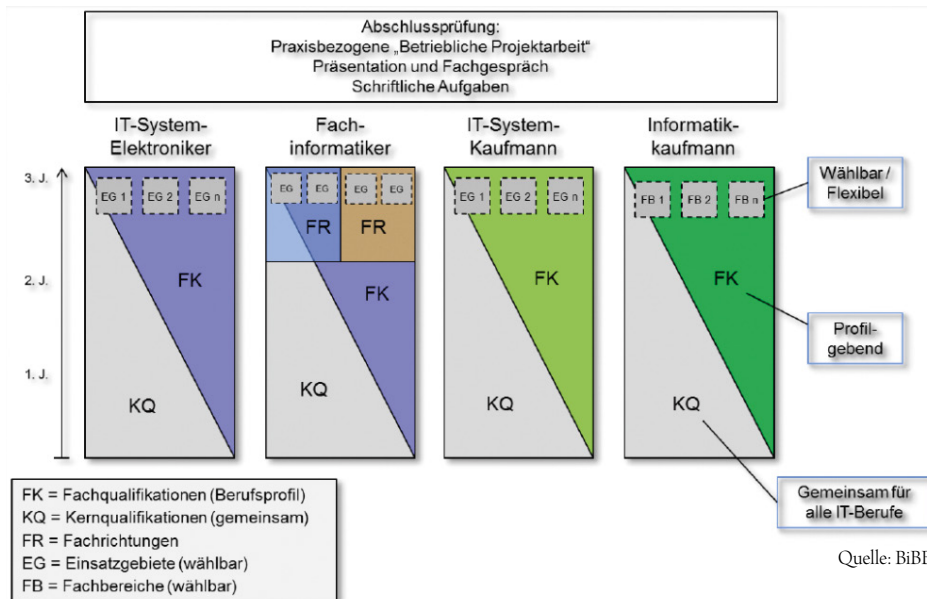 Abschlussprüfung:
Praxisbezogene „Betriebliche Projektarbeit“
Präsentation und Fachgespräch
Schriftliche Aufgaben
IT-System-
Elektroniker
Fach-
informatiker
IT-System-
Kaufmann
Informatik-
kaufmann
3. J.
2. J.
1. J.
EG 1 EG 2 EG n
FK
KQ
EG EG EG EG
FR FR
FK
KQ
EG 1 EG 2 EG n
FK
KQ
FB 1 FB 2 FB n
FK
KQ
Wählbar /
Flexibel
Profil-
gebend
Gemeinsam für
alle IT-Berufe
FK = Fachqualifikationen (Berufsprofil)
KQ = Kernqualifikationen (gemeinsam)
FR = Fachrichtungen
EG = Einsatzgebiete (wählbar)
FB = Fachbereiche (wählbar)
Quelle: